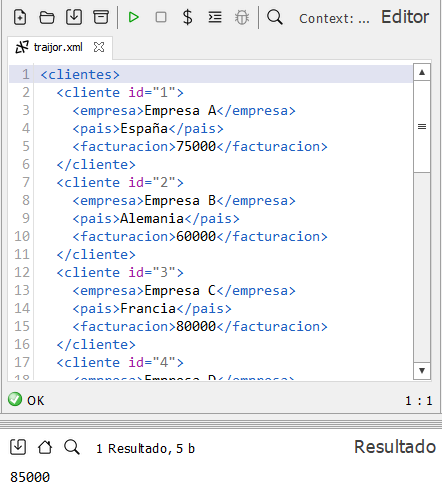 Context: ... Editor
traijor.xml
1 <clientes>
2 <cliente id="1">
3 <empresa>Empresa A</empresa>
4 <pais>España</pais>
5 <facturacion>75000</facturacion>
6 </cliente>
7 <cliente id="2">
8 <empresa>Empresa B</empresa>
9 <pais>Alemania</pais>
10 <facturacion>60000</facturacion>
11 </cliente>
12 <cliente id="3">
13 <empresa>Empresa C</empresa>
14 <pais>Francia</pais>
15 <facturacion>80000</facturacion>
16 </cliente>
17 <cliente id="4">
18 <empresa>Empresa D</empresa>
OK 1 : 1
1 Resultado, 5 b Resultado
85000